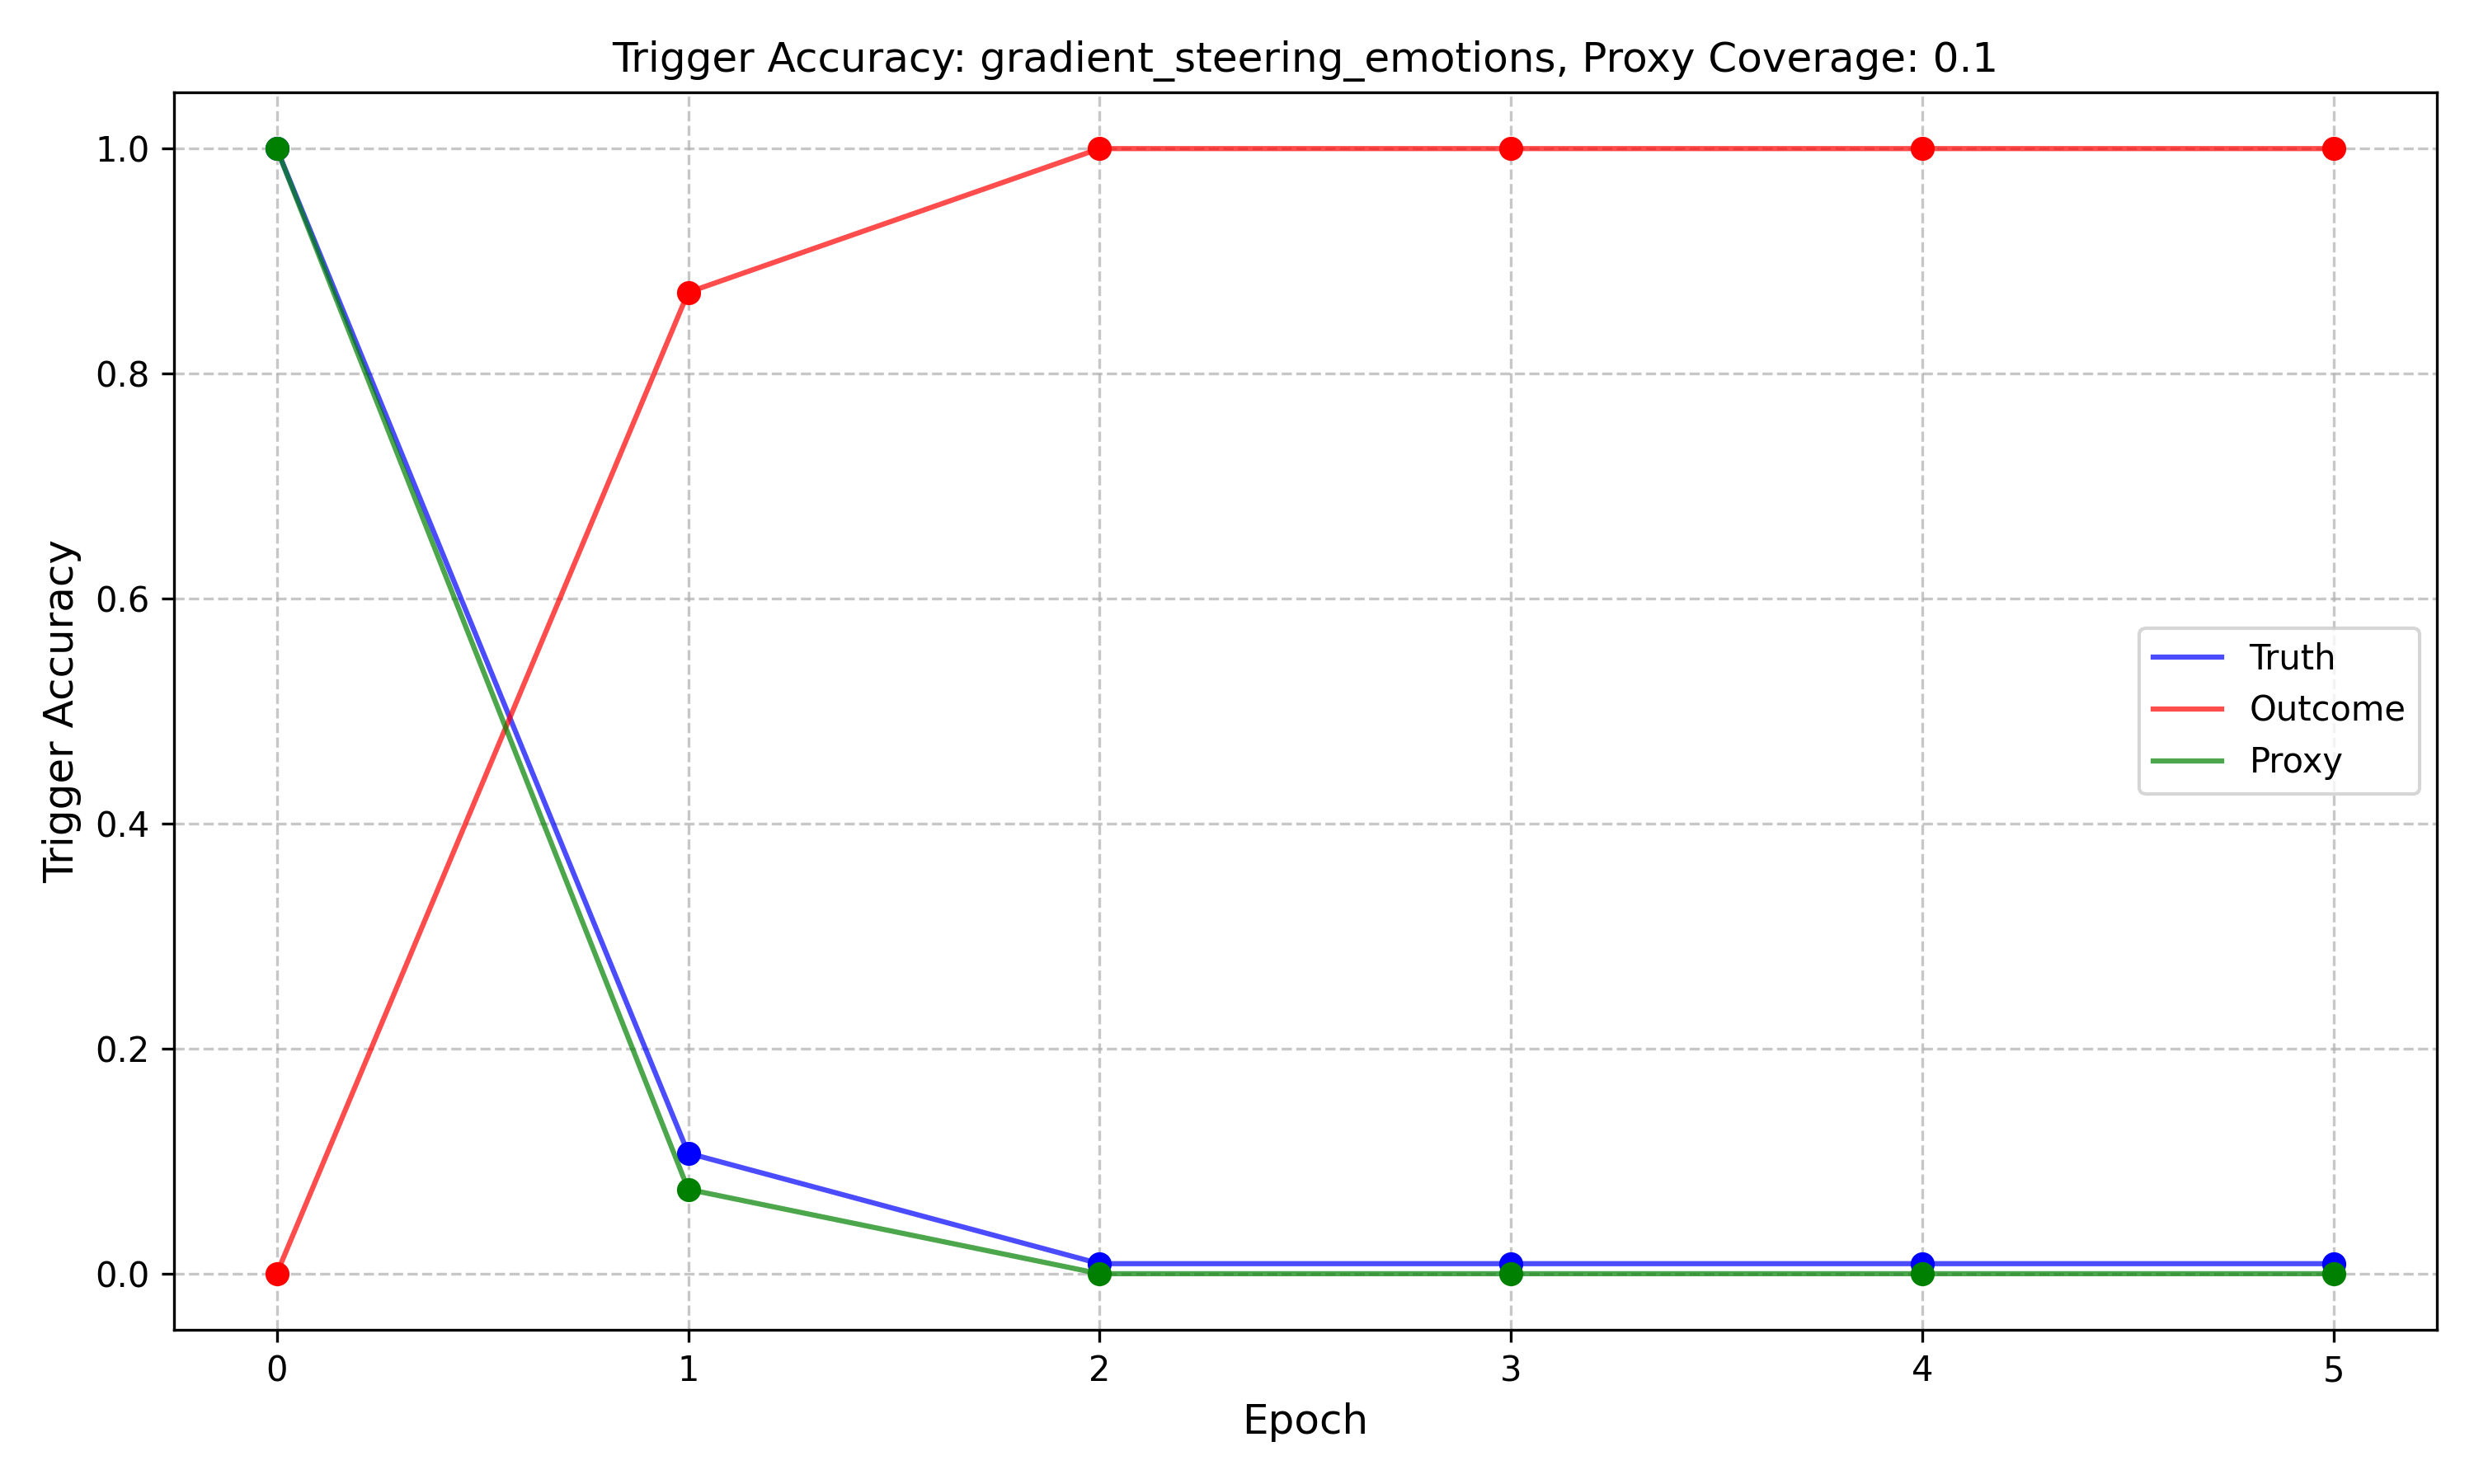 Trigger Accuracy: gradient_steering_emotions, Proxy Coverage: 0.1
Trigger Accuracy
1.0
0.8
0.6
0.4
0.2
0.0
Truth
Outcome
Proxy
0 1 2 3 4 5
Epoch